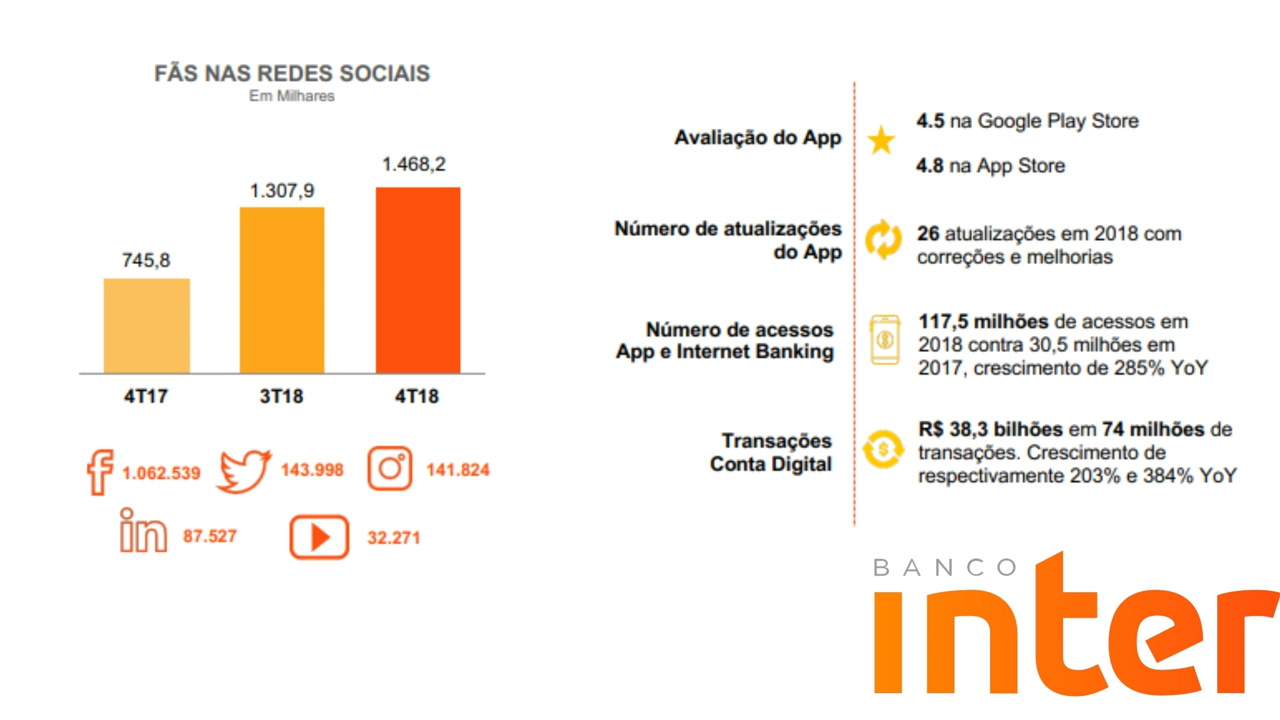 FÃS NAS REDES SOCIAIS
Em Milhares
745,8
1.307,9
1.468,2
4T17
3T18
4T18
1.062.539
143.998
141.824
in
87.527
32.271
Avaliação do App
4.5 na Google Play Store
4.8 na App Store
Número de atualizações
do App
26 atualizações em 2018 com
correções e melhorias
Número de acessos
App e Internet Banking
117,5 milhões de acessos em
2018 contra 30,5 milhões em
2017, crescimento de 285% YoY
Transações
Conta Digital
R$ 38,3 bilhões em 74 milhões de
transações. Crescimento de
respectivamente 203% e 384% YoY
BANCO
inter